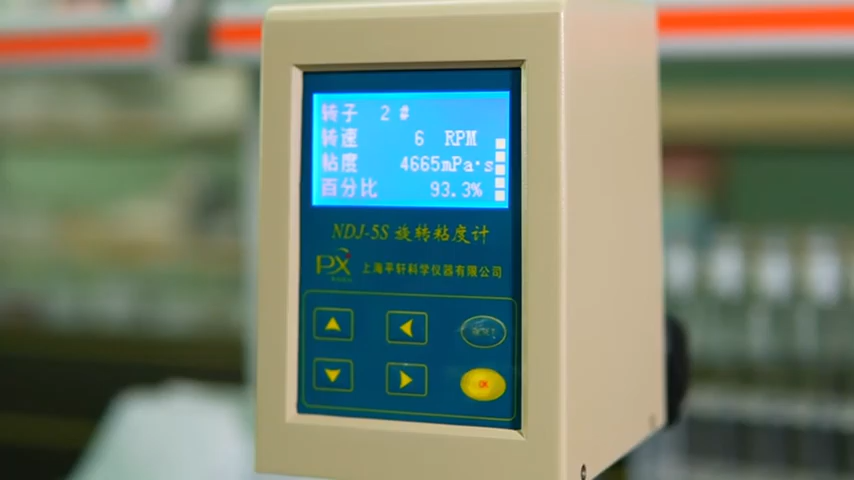 转子 2 #
转速 6 RPM
粘度 4665mPa·s
百分比 93.3%
NDJ-5S 旋转粘度计
PX 上海平轩科学仪器有限公司
OK